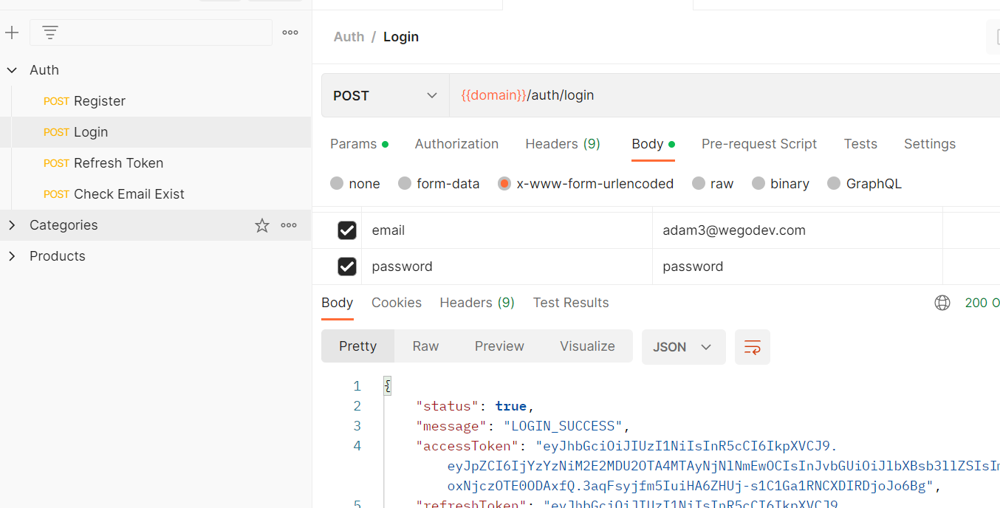 Auth / Login
Auth
POST Register
POST Login
POST Refresh Token
POST Check Email Exist
Categories
Products
POST {{domain}}/auth/login
Params Authorization Headers (9) Body Pre-request Script Tests Settings
none form-data x-www-form-urlencoded raw binary GraphQL
email adam3@wegodev.com
password password
Body Cookies Headers (9) Test Results 200 O
Pretty Raw Preview Visualize JSON
1 {
2 "status": true,
3 "message": "LOGIN_SUCCESS",
4 "accessToken": "eyJhbGciOiJIUzI1NiIsInR5cCI6IkpXVCJ9.
eyJpZCI6IjYzYzNiM2E2MDU2OTA4MTAyNjNlNmEwOCIsInJvbGUiOiJlbXBsb3llZSIsIm
oxNjczOTE0ODAxfQ.3aqFsyjfm5IuiHA6ZHUj-s1C1Ga1RNCXDIRDjoJo6Bg",
5 "refreshToken": "eyJhbGciOiJIUzI1NiIsInR5cCI6IkpXVCJ9.